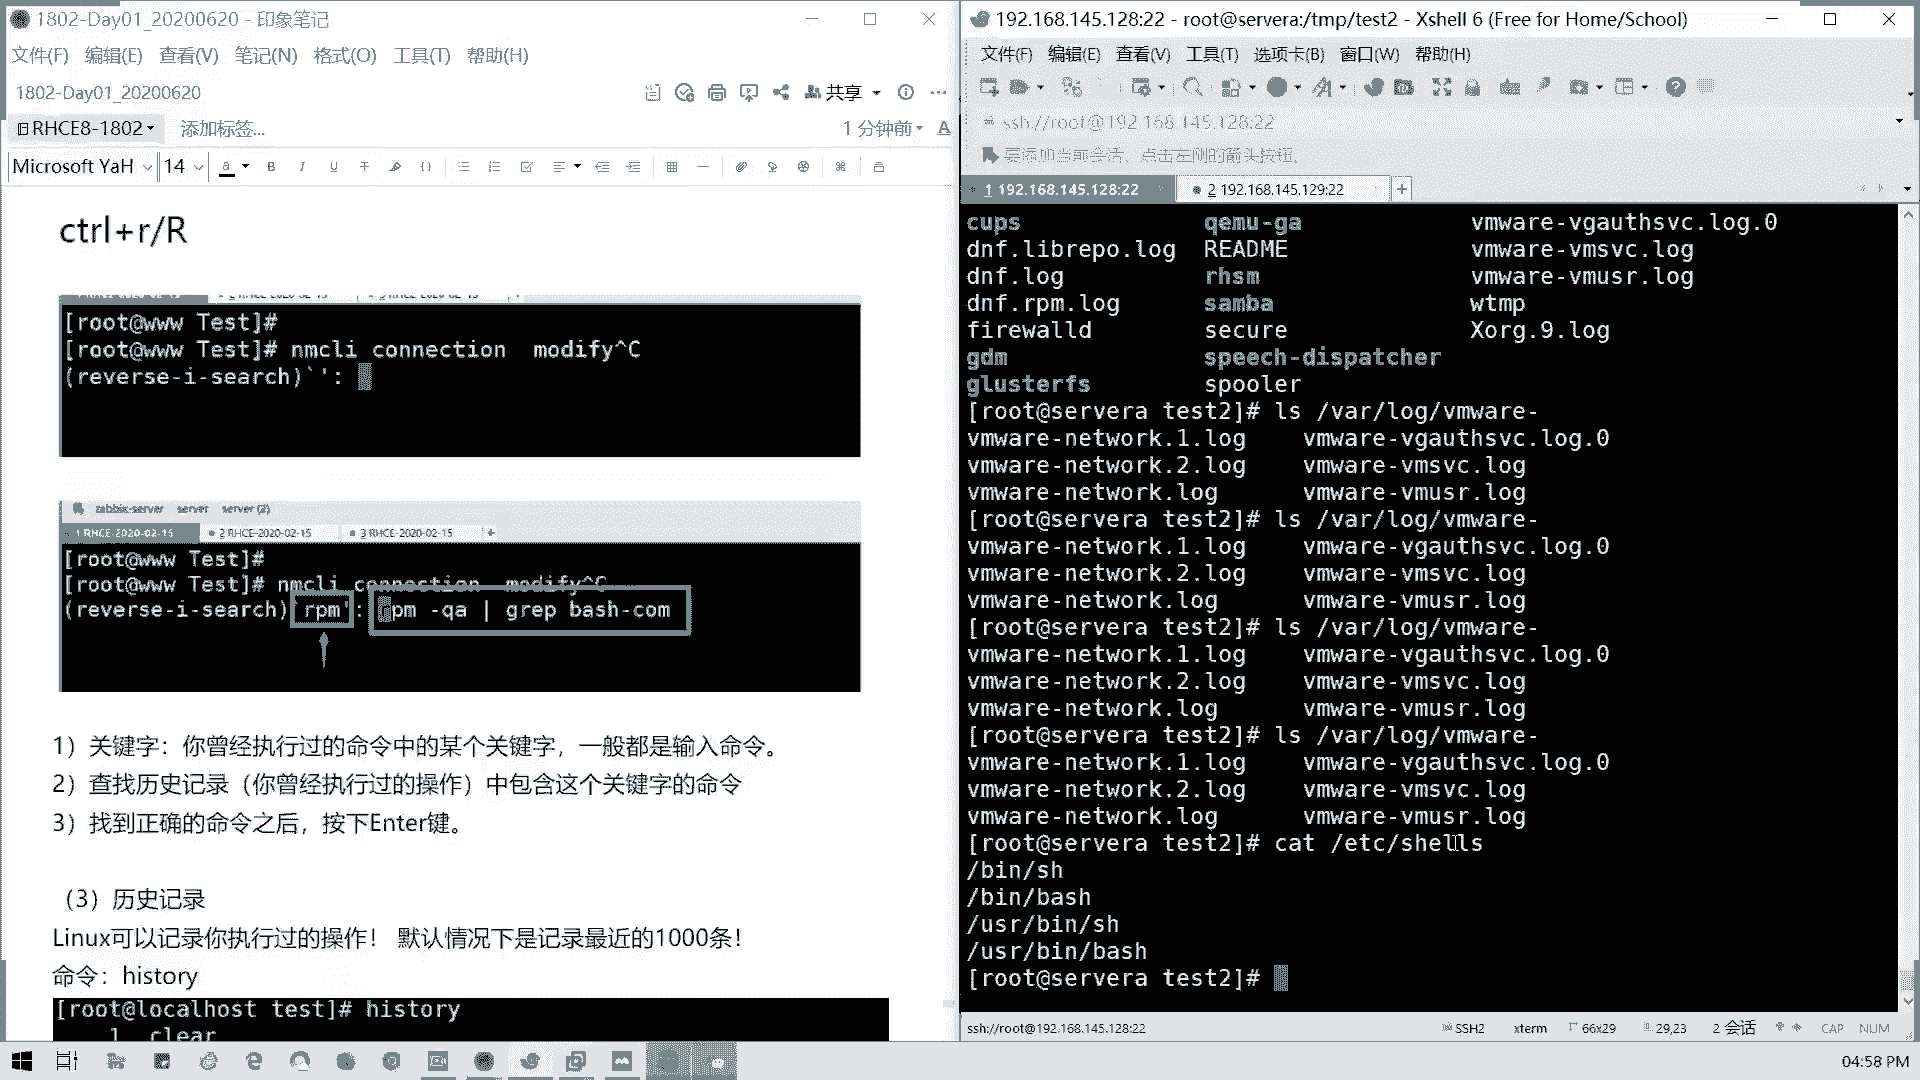 1802-Day01_20200620 - 印象笔记
文件(F) 编辑(E) 查看(V) 笔记(N) 格式(O) 工具(T) 帮助(H)
1802-Day01_20200620
共享
RHCE8-1802 添加标签...
1 分钟前
Microsoft YaH 14
ctrl+r/R
[root@www Test]#
[root@www Test]# nmcli connection  modify^C
(reverse-i-search)`':
zabbix-server server server (2)
1 RHCE-2020-02-15 2 RHCE-2020-02-15 3 RHCE-2020-02-15
[root@www Test]#
[root@www Test]# nmcli connection  modify^C
(reverse-i-search)`rpm': rpm -qa | grep bash-com
1）关键字：你曾经执行过的命令中的某个关键字，一般都是输入命令。
2）查找历史记录（你曾经执行过的操作）中包含这个关键字的命令
3）找到正确的命令之后，按下Enter键。
（3）历史记录
Linux可以记录你执行过的操作！ 默认情况下是记录最近的1000条！
命令：history
[root@localhost test]# history
1 clear
192.168.145.128:22 - root@servera:/tmp/test2 - Xshell 6 (Free for Home/School)
文件(F) 编辑(E) 查看(V) 工具(T) 选项卡(B) 窗口(W) 帮助(H)
ssh://root@192.168.145.128:22
要添加当前会话，点击左侧的箭头按钮。
1 192.168.145.128:22 2 192.168.145.129:22
cups qemu-ga vmware-vgauthsvc.log.0
dnf.librepo.log README vmware-vmsvc.log
dnf.log rhsm vmware-vmusr.log
dnf.rpm.log samba wtmp
firewalld secure Xorg.9.log
gdm speech-dispatcher
glusterfs spooler
[root@servera test2]# ls /var/log/vmware-
vmware-network.1.log vmware-vgauthsvc.log.0
vmware-network.2.log vmware-vmsvc.log
vmware-network.log vmware-vmusr.log
[root@servera test2]# ls /var/log/vmware-
vmware-network.1.log vmware-vgauthsvc.log.0
vmware-network.2.log vmware-vmsvc.log
vmware-network.log vmware-vmusr.log
[root@servera test2]# ls /var/log/vmware-
vmware-network.1.log vmware-vgauthsvc.log.0
vmware-network.2.log vmware-vmsvc.log
vmware-network.log vmware-vmusr.log
[root@servera test2]# ls /var/log/vmware-
vmware-network.1.log vmware-vgauthsvc.log.0
vmware-network.2.log vmware-vmsvc.log
vmware-network.log vmware-vmusr.log
[root@servera test2]# cat /etc/shells
/bin/sh
/bin/bash
/usr/bin/sh
/usr/bin/bash
[root@servera test2]#
ssh://root@192.168.145.128:22 SSH2 xterm 66x29 29,23 2 会话 CAP NUM
04:58 PM